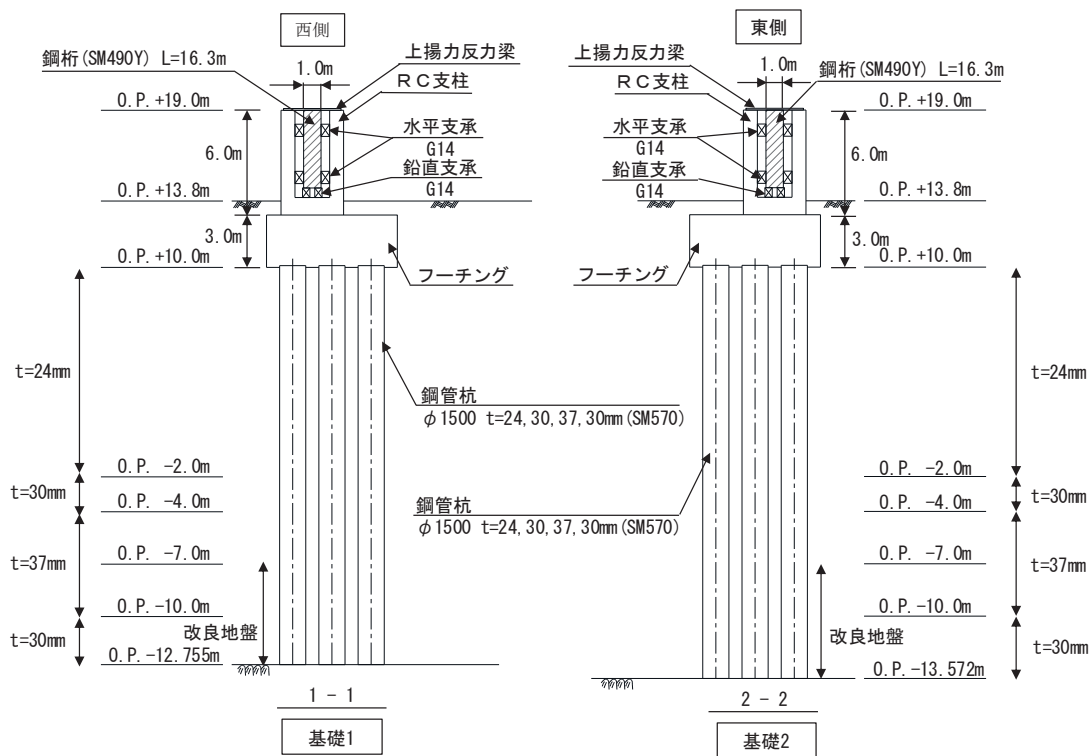 西側
鋼桁(SM490Y) L=16.3m
1.0m
上揚力反力梁
RC支柱
O.P.+19.0m
水平支承
G14
6.0m
鉛直支承
G14
O.P.+13.8m
3.0m
O.P.+10.0m
フーチング
t=24mm
鋼管杭
φ1500 t=24,30,37,30mm(SM570)
O.P. -2.0m
t=30mm
O.P. -4.0m
t=37mm
O.P. -7.0m
O.P.-10.0m
t=30mm
改良地盤
O.P.-12.755m
1 - 1
基礎1
東側
上揚力反力梁
1.0m
鋼桁(SM490Y) L=16.3m
RC支柱
O.P.+19.0m
水平支承
G14
6.0m
鉛直支承
G14
O.P.+13.8m
3.0m
O.P.+10.0m
フーチング
t=24mm
鋼管杭
φ1500 t=24,30,37,30mm(SM570)
O.P. -2.0m
t=30mm
O.P. -4.0m
t=37mm
O.P. -7.0m
O.P.-10.0m
改良地盤
t=30mm
O.P.-13.572m
2 - 2
基礎2